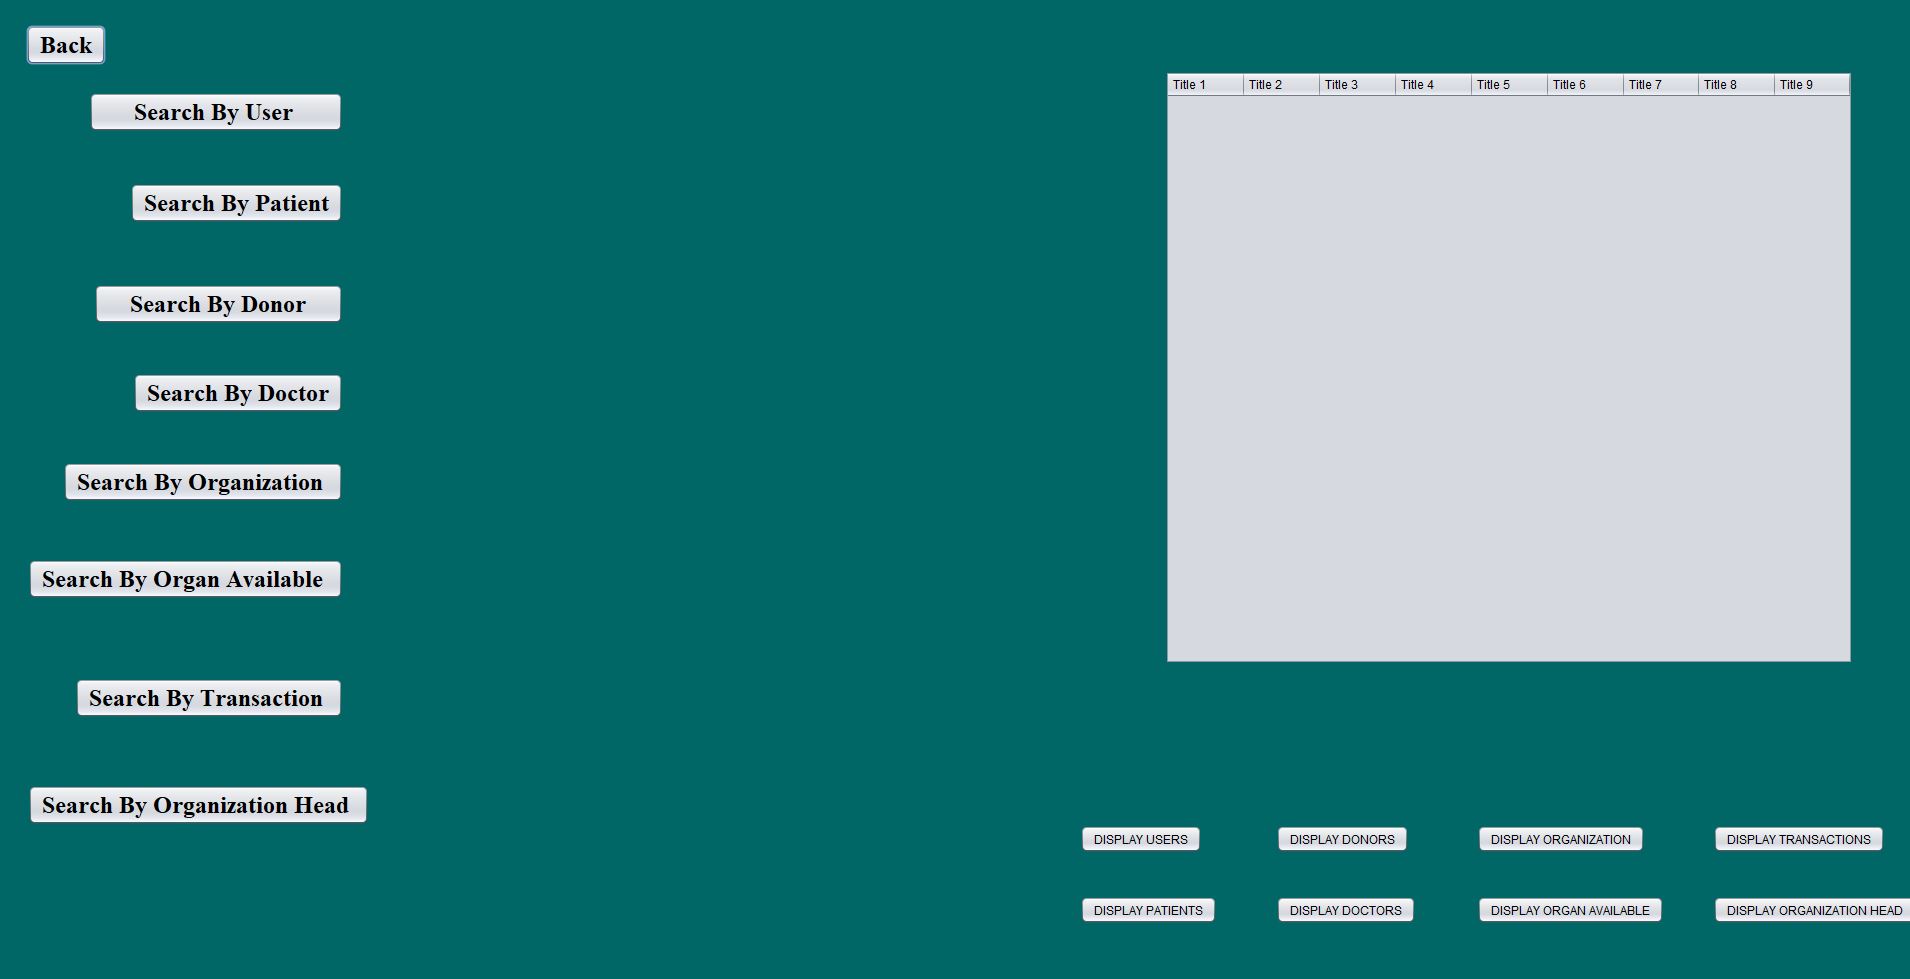 Back
Search By User
Search By Patient
Search By Donor
Search By Doctor
Search By Organization
Search By Organ Available
Search By Transaction
Search By Organization Head
Title 1 Title 2 Title 3 Title 4 Title 5 Title 6 Title 7 Title 8 Title 9
DISPLAY USERS DISPLAY DONORS DISPLAY ORGANIZATION DISPLAY TRANSACTIONS
DISPLAY PATIENTS DISPLAY DOCTORS DISPLAY ORGAN AVAILABLE DISPLAY ORGANIZATION HEAD